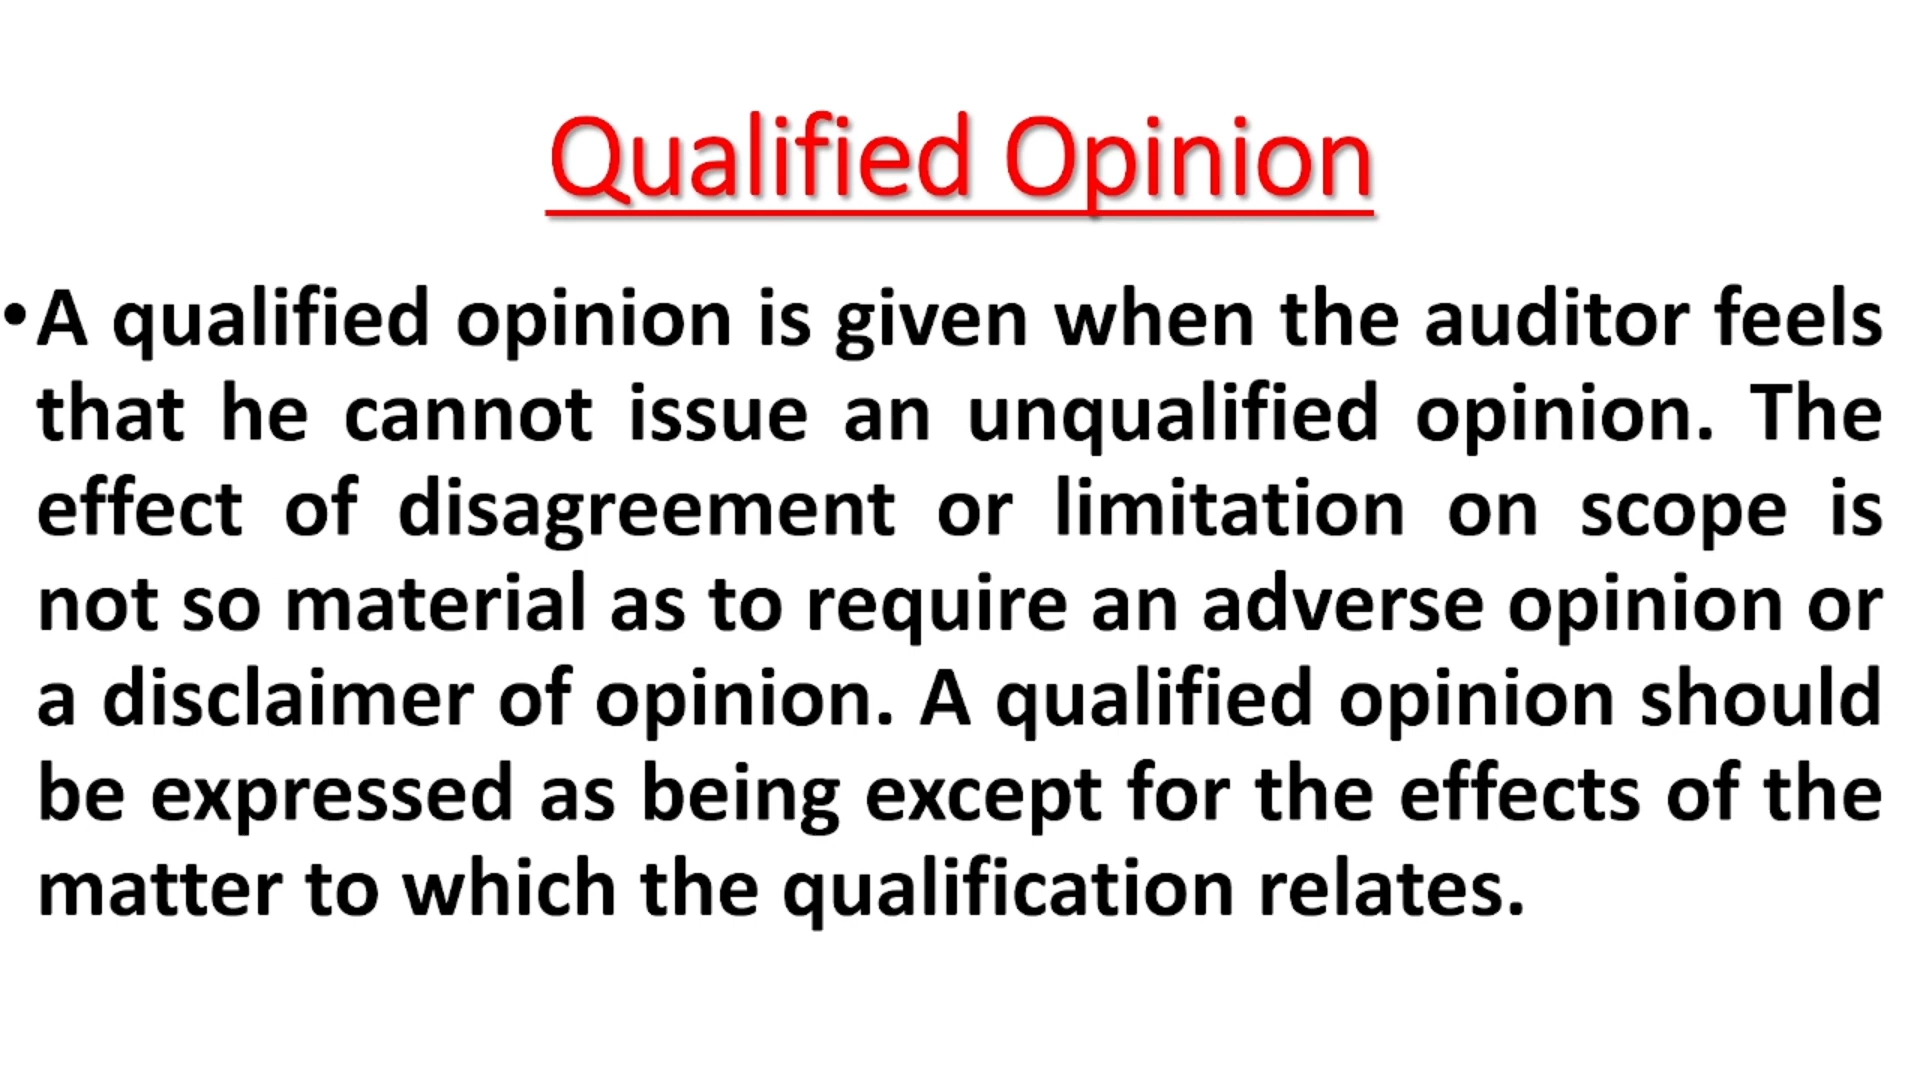 Qualified Opinion
•A qualified opinion is given when the auditor feels
that he cannot issue an unqualified opinion. The
effect of disagreement or limitation on scope is
not so material as to require an adverse opinion or
a disclaimer of opinion. A qualified opinion should
be expressed as being except for the effects of the
matter to which the qualification relates.